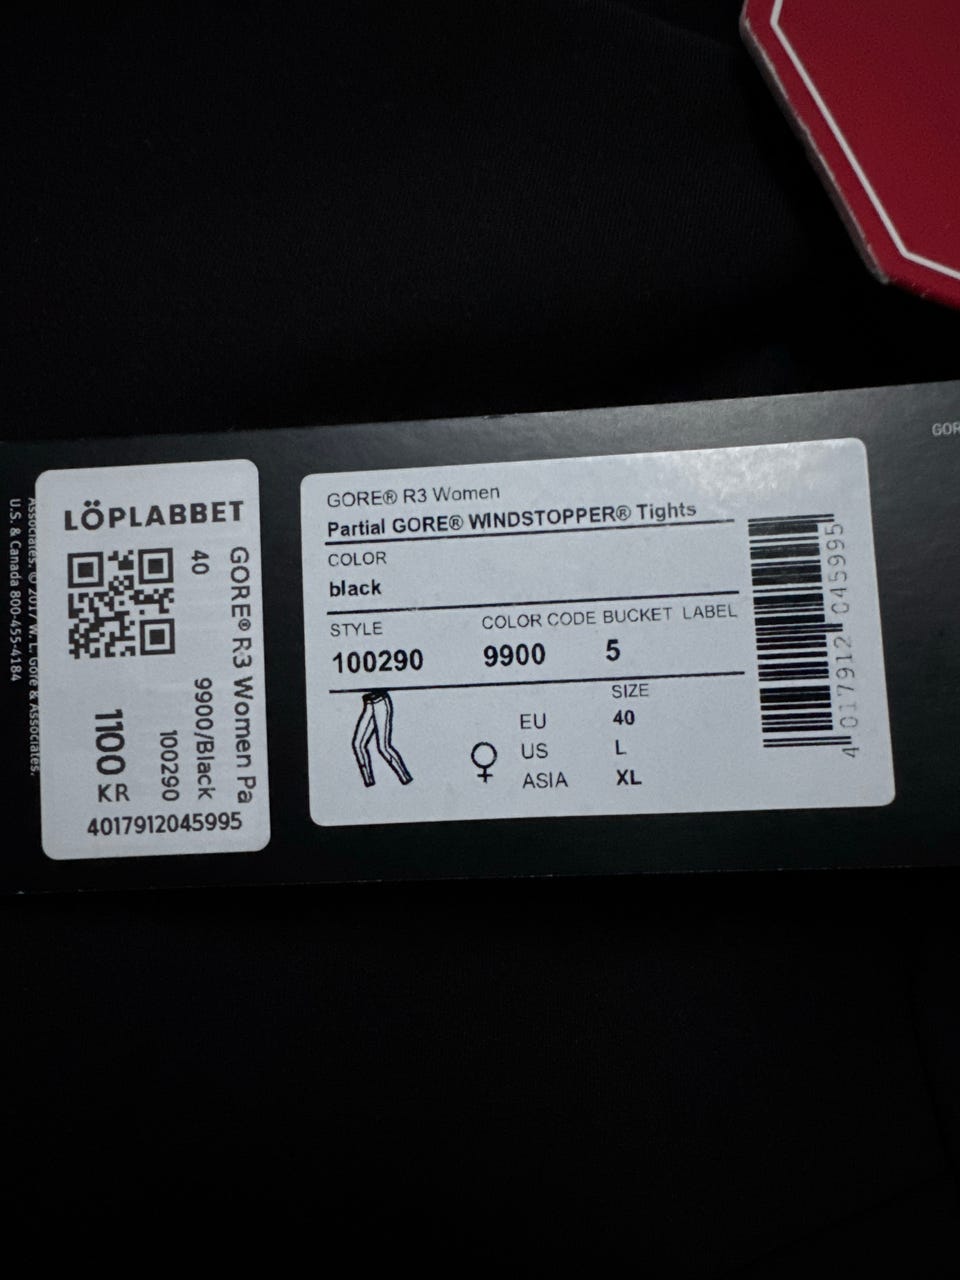 Associates. © 2017 W. L. Gore & Associates.
U.S. & Canada 800-455-4184
LÖPLABBET
GORE® R3 Women Pa
40
9900/Black
100290
1100
KR
4017912045995
GORE® R3 Women
Partial GORE® WINDSTOPPER® Tights
COLOR
black
STYLE COLOR CODE BUCKET LABEL
100290 9900 5
SIZE
EU 40
US L
ASIA XL
4 017912 045995
GOR